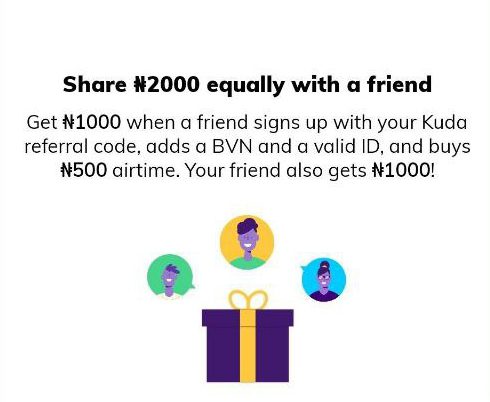 Share ₦2000 equally with a friend
Get ₦1000 when a friend signs up with your Kuda
referral code, adds a BVN and a valid ID, and buys
₦500 airtime. Your friend also gets ₦1000!